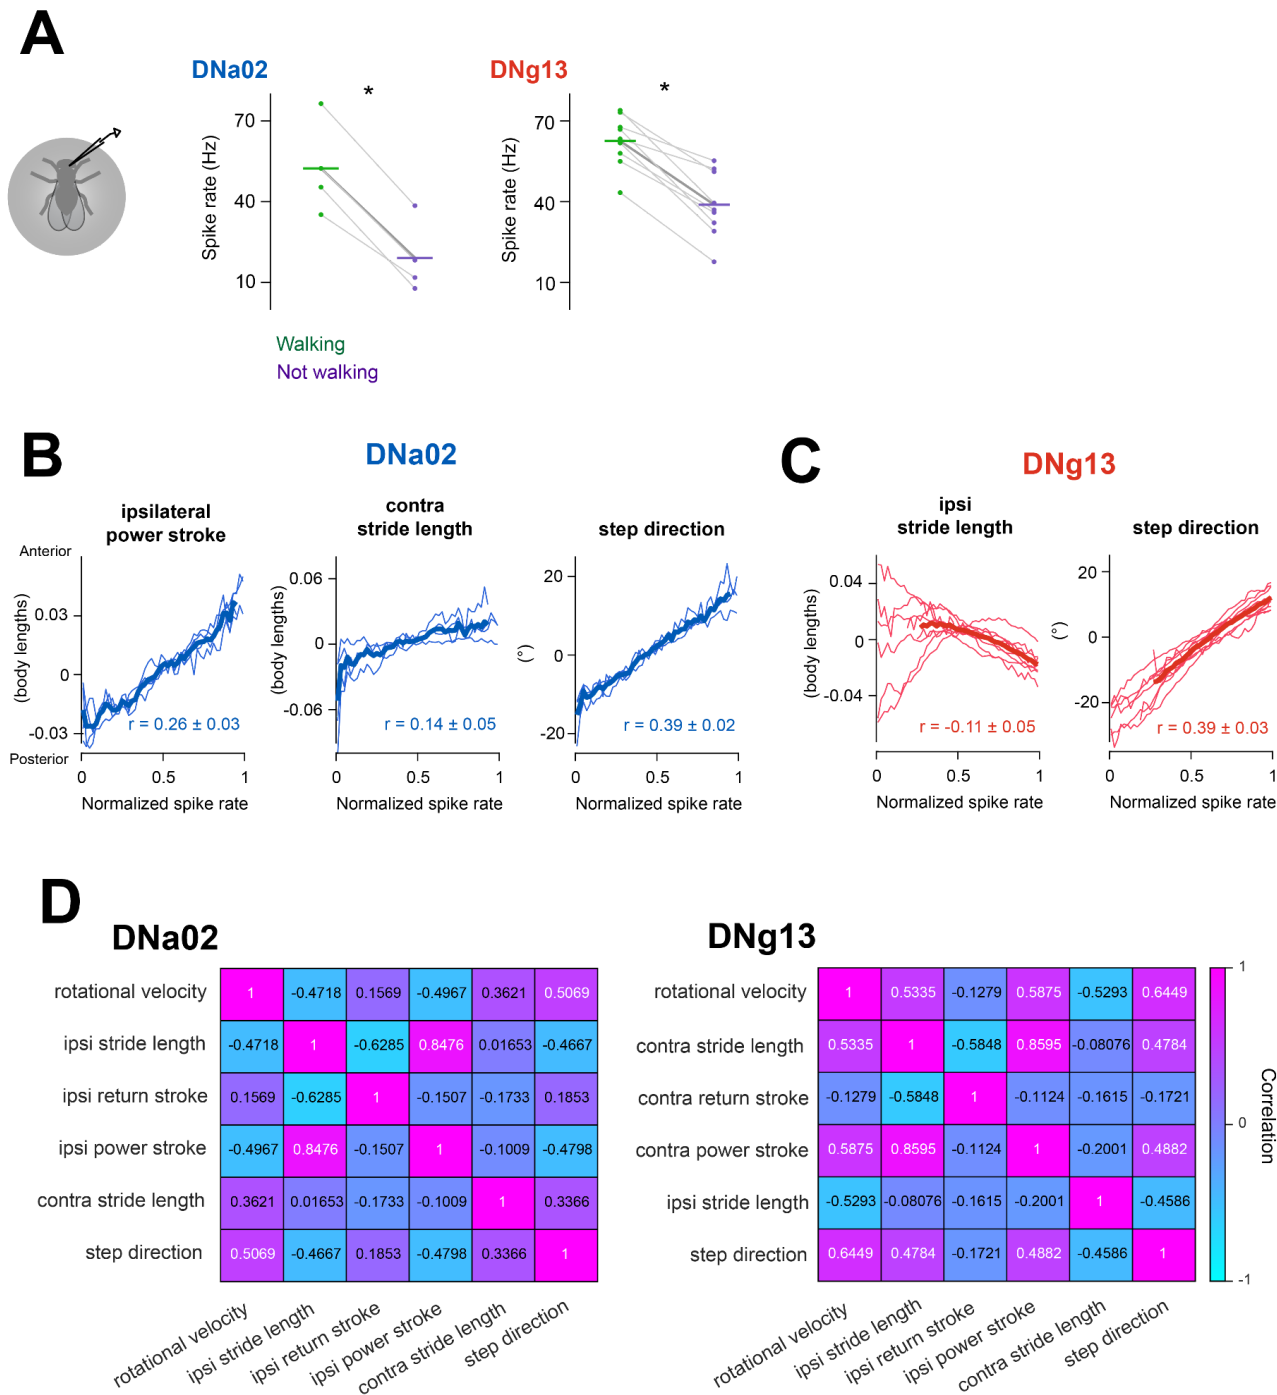 A
DNa02
DNg13
*
*
Spike rate (Hz)
70
40
10
Spike rate (Hz)
70
40
10
Walking
Not walking
B
DNa02
C
DNg13
ipsilateral
power stroke
contra
stride length
step direction
ipsi
stride length
step direction
Anterior
(body lengths)
0.03
0
-0.03
Posterior
r = 0.26 ± 0.03
0 0.5 1
Normalized spike rate
(body lengths)
0.06
0
-0.06
r = 0.14 ± 0.05
0 0.5 1
Normalized spike rate
(°)
20
0
-20
r = 0.39 ± 0.02
0 0.5 1
Normalized spike rate
(body lengths)
0.04
0
-0.04
r = -0.11 ± 0.05
0 0.5 1
Normalized spike rate
(°)
20
0
-20
r = 0.39 ± 0.03
0 0.5 1
Normalized spike rate
D
DNa02
rotational velocity 1 -0.4718 0.1569 -0.4967 0.3621 0.5069
ipsi stride length -0.4718 1 -0.6285 0.8476 0.01653 -0.4667
ipsi return stroke 0.1569 -0.6285 1 -0.1507 -0.1733 0.1853
ipsi power stroke -0.4967 0.8476 -0.1507 1 -0.1009 -0.4798
contra stride length 0.3621 0.01653 -0.1733 -0.1009 1 0.3366
step direction 0.5069 -0.4667 0.1853 -0.4798 0.3366 1
rotational velocity
ipsi stride length
ipsi return stroke
ipsi power stroke
contra stride length
step direction
DNg13
rotational velocity 1 0.5335 -0.1279 0.5875 -0.5293 0.6449
contra stride length 0.5335 1 -0.5848 0.8595 -0.08076 0.4784
contra return stroke -0.1279 -0.5848 1 -0.1124 -0.1615 -0.1721
contra power stroke 0.5875 0.8595 -0.1124 1 -0.2001 0.4882
ipsi stride length -0.5293 -0.08076 -0.1615 -0.2001 1 -0.4586
step direction 0.6449 0.4784 -0.1721 0.4882 -0.4586 1
rotational velocity
ipsi stride length
ipsi return stroke
ipsi power stroke
contra stride length
step direction
1
0
-1
Correlation